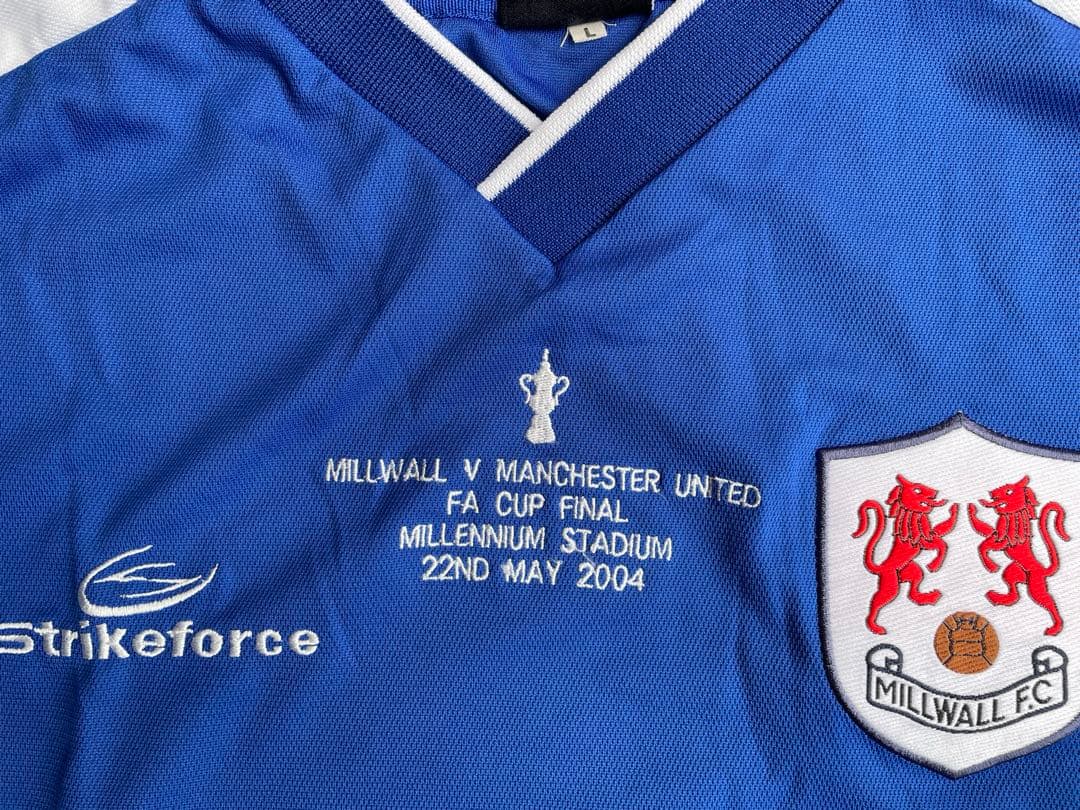 L
MILLWALL V MANCHESTER UNITED
FA CUP FINAL
MILLENNIUM STADIUM
22ND MAY 2004
Strikeforce
MILLWALL F.C